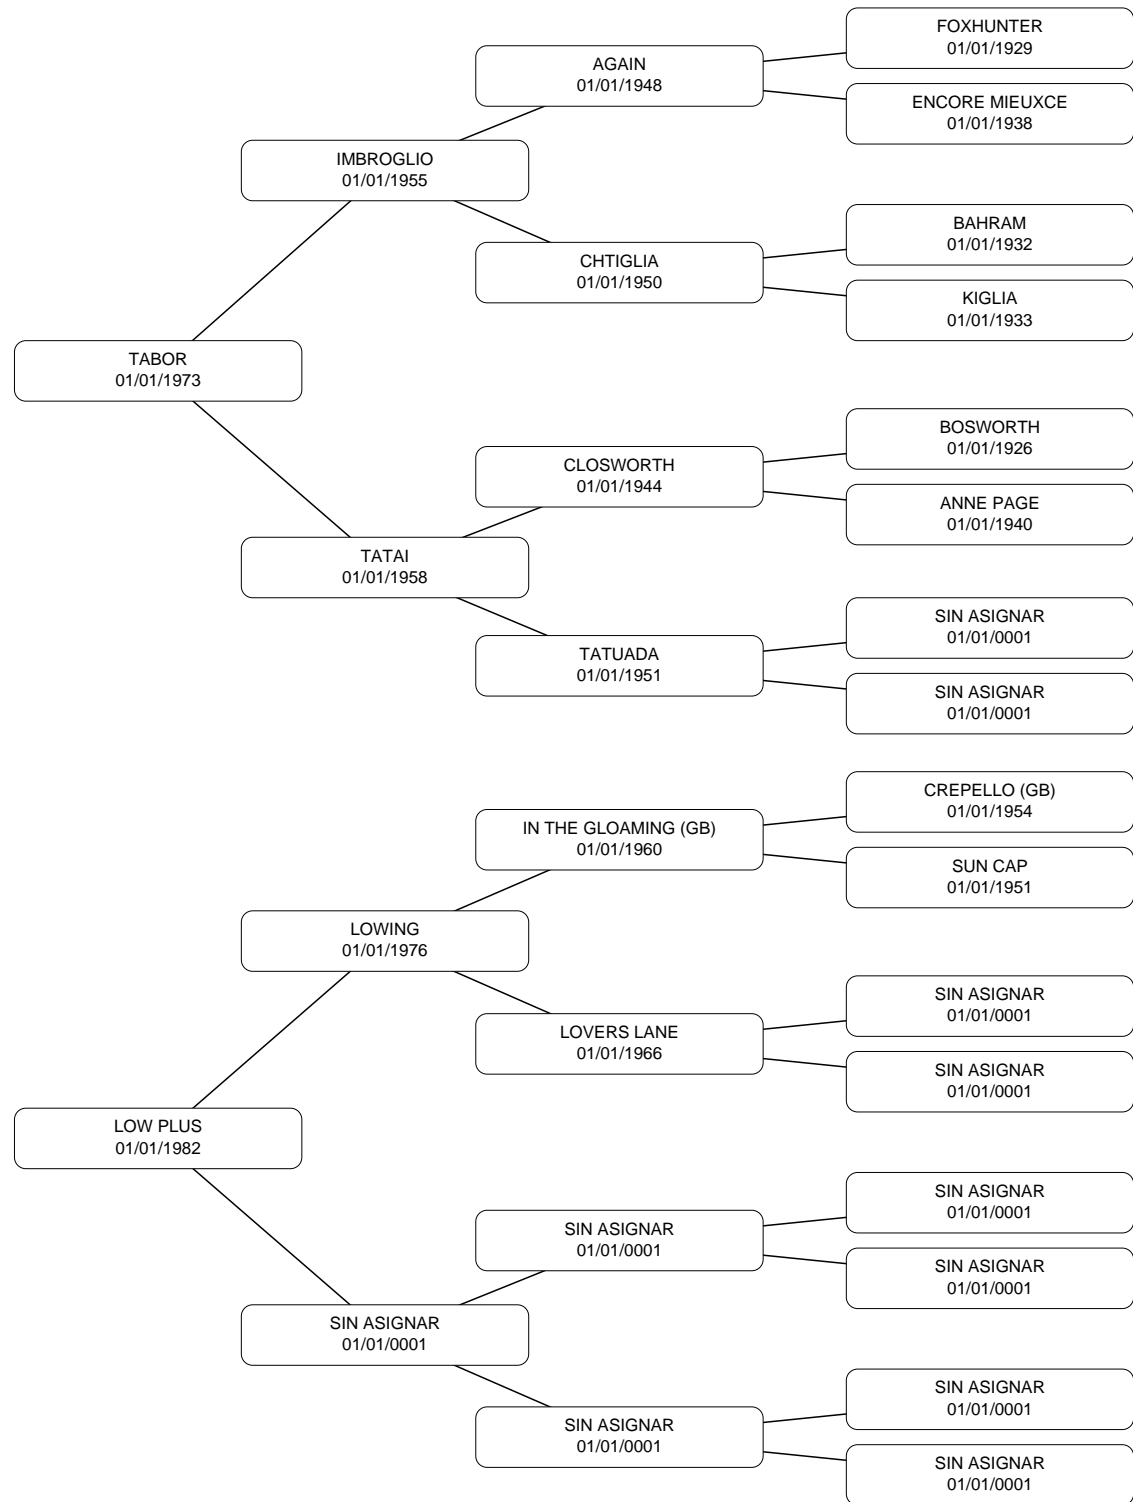 FOXHUNTER
01/01/1929
AGAIN
01/01/1948
ENCORE MIEUXCE
01/01/1938
IMBROGLIO
01/01/1955
BAHRAM
01/01/1932
CHTIGLIA
01/01/1950
KIGLIA
01/01/1933
TABOR
01/01/1973
BOSWORTH
01/01/1926
CLOSWORTH
01/01/1944
ANNE PAGE
01/01/1940
TATAI
01/01/1958
SIN ASIGNAR
01/01/0001
TATUADA
01/01/1951
SIN ASIGNAR
01/01/0001
CREPELLO (GB)
01/01/1954
IN THE GLOAMING (GB)
01/01/1960
SUN CAP
01/01/1951
LOWING
01/01/1976
SIN ASIGNAR
01/01/0001
LOVERS LANE
01/01/1966
SIN ASIGNAR
01/01/0001
LOW PLUS
01/01/1982
SIN ASIGNAR
01/01/0001
SIN ASIGNAR
01/01/0001
SIN ASIGNAR
01/01/0001
SIN ASIGNAR
01/01/0001
SIN ASIGNAR
01/01/0001
SIN ASIGNAR
01/01/0001
SIN ASIGNAR
01/01/0001